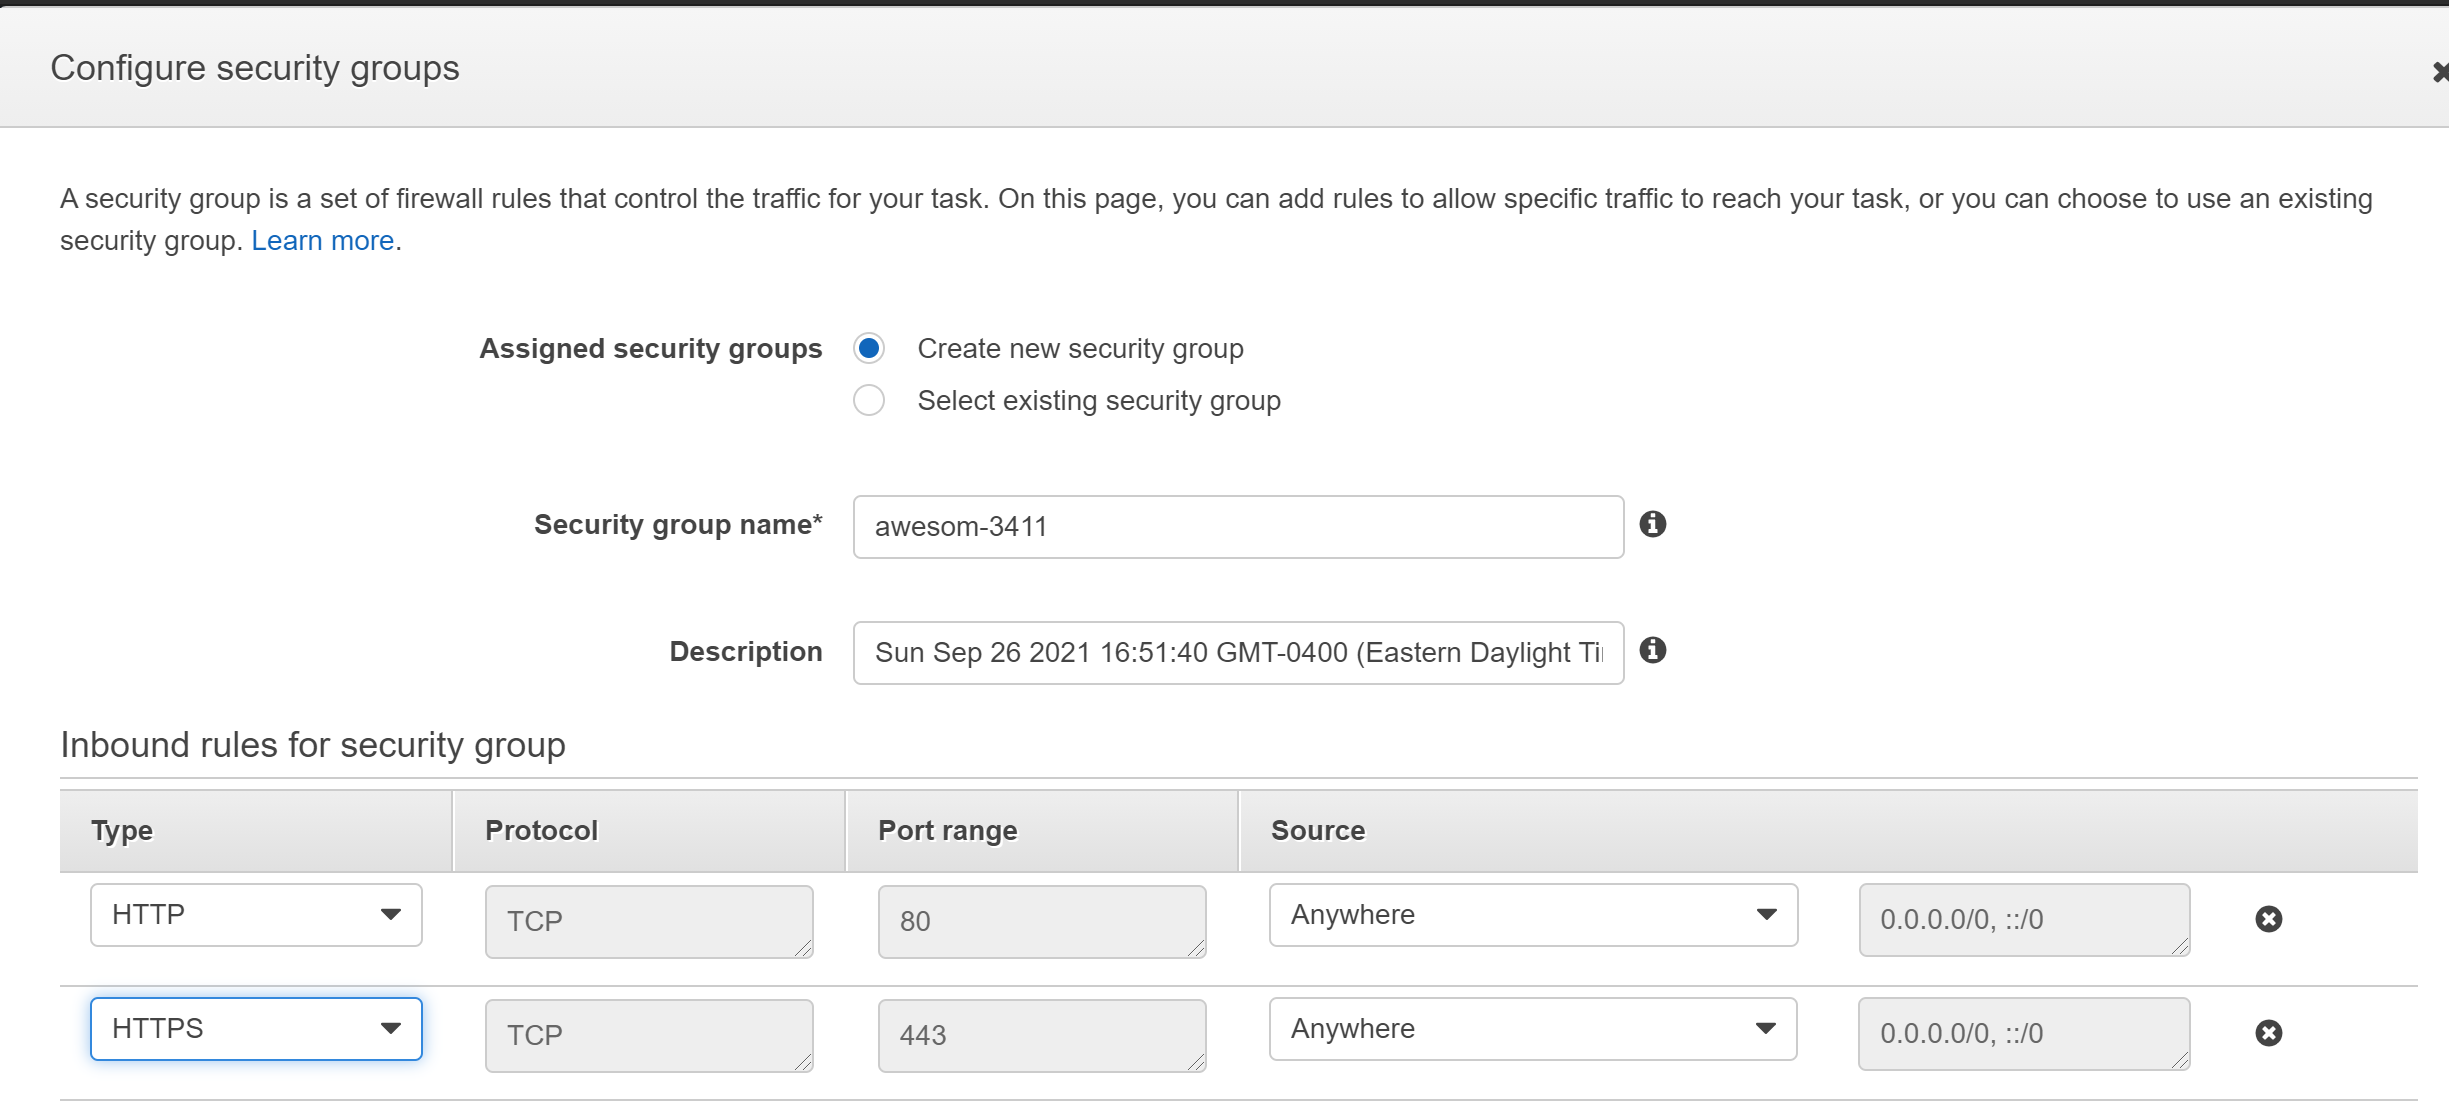 Configure security groups
A security group is a set of firewall rules that control the traffic for your task. On this page, you can add rules to allow specific traffic to reach your task, or you can choose to use an existing
security group. Learn more.
Assigned security groups Create new security group
Select existing security group
Security group name* awesom-3411
Description Sun Sep 26 2021 16:51:40 GMT-0400 (Eastern Daylight
Inbound rules for security group
Type Protocol Port range Source
HTTP TCP 80 Anywhere 0.0.0.0/0, ::/0
HTTPS TCP 443 Anywhere 0.0.0.0/0, ::/0